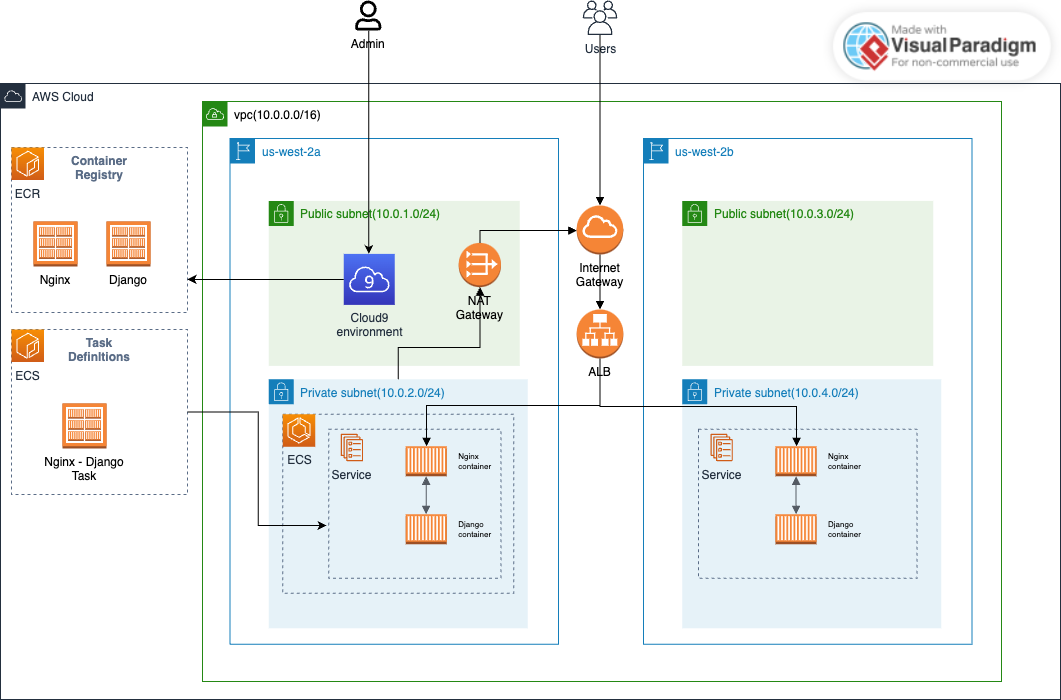 Admin
Users
Made with
VisualParadigm
For non-commercial use
AWS Cloud
vpc(10.0.0.0/16)
us-west-2a
us-west-2b
Container
Registry
ECR
Nginx
Django
Public subnet(10.0.1.0/24)
Public subnet(10.0.3.0/24)
9
Cloud9
environment
NAT
Gateway
Internet
Gateway
ALB
Task
Definitions
ECS
Nginx - Django
Task
Private subnet(10.0.2.0/24)
Private subnet(10.0.4.0/24)
ECS
Service
Nginx
container
Django
container
Service
Nginx
container
Django
container